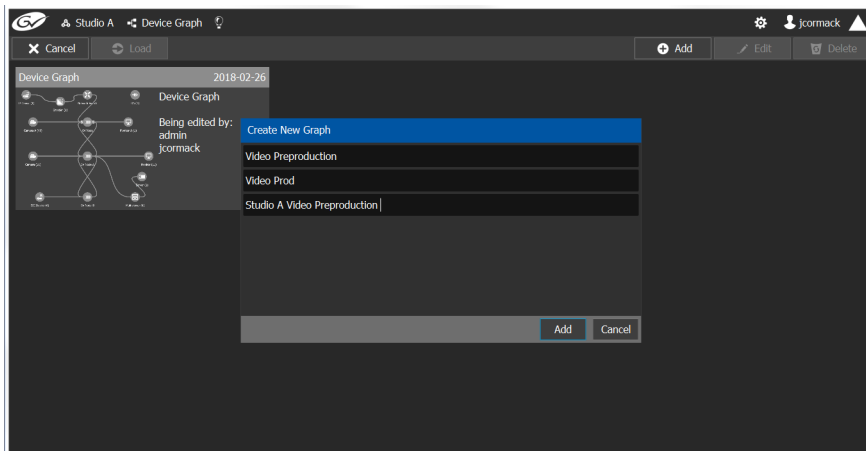 Studio A Device Graph jcormack
Cancel Load Add Edit Delete
Device Graph 2018-02-26
Device Graph
Being edited by:
admin
jcormack
Create New Graph
Video Preproduction
Video Prod
Studio A Video Preproduction
Add Cancel